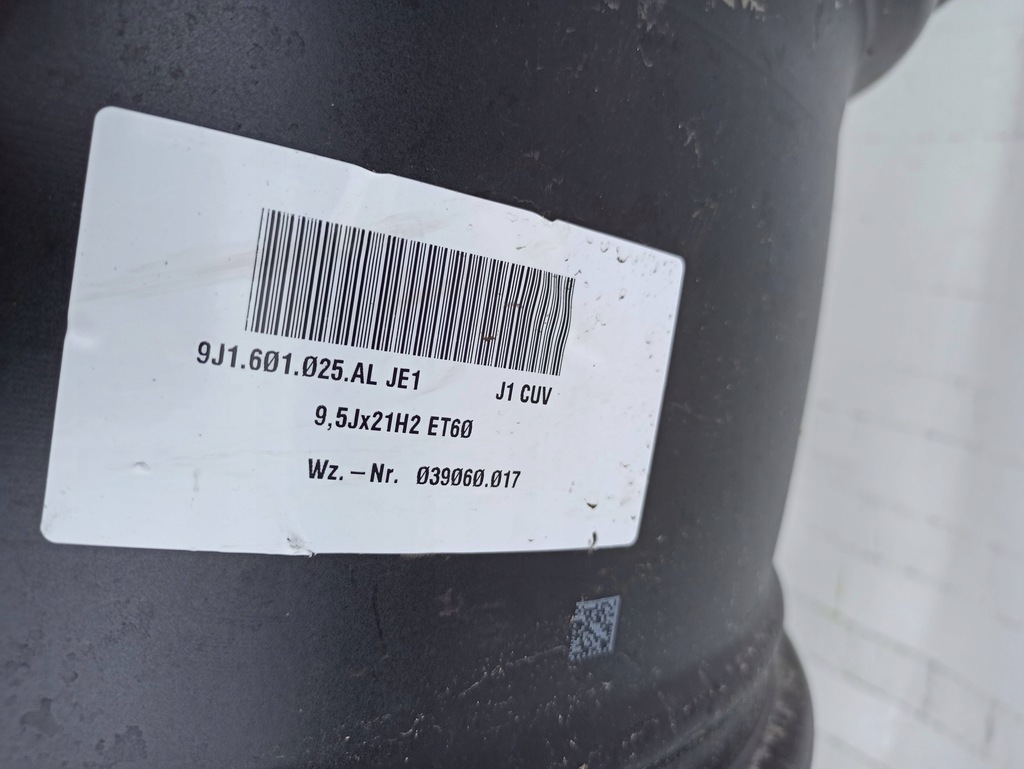 9J1.6Ø1.Ø25.AL JE1 J1 CUV
9,5Jx21H2 ET6Ø
Wz.–Nr. Ø39Ø6Ø.Ø17